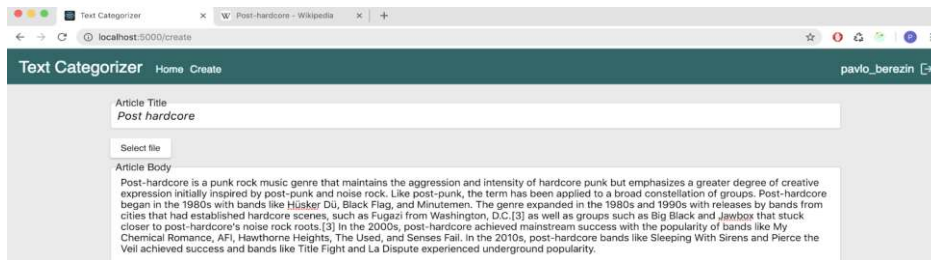 Text Categorizer
Post-hardcore - Wikipedia
localhost:5000/create
Text Categorizer Home Create pavlo_berezin
Article Title
Post hardcore
Select file
Article Body
Post-hardcore is a punk rock music genre that maintains the aggression and intensity of hardcore punk but emphasizes a greater degree of creative
expression initially inspired by post-punk and noise rock. Like post-punk, the term has been applied to a broad constellation of groups. Post-hardcore
began in the 1980s with bands like Hüsker Dü, Black Flag, and Minutemen. The genre expanded in the 1980s and 1990s with releases by bands from
cities that had established hardcore scenes, such as Fugazi from Washington, D.C.[3] as well as groups such as Big Black and Jawbox that stuck
closer to post-hardcore's noise rock roots.[3] In the 2000s, post-hardcore achieved mainstream success with the popularity of bands like My
Chemical Romance, AFI, Hawthorne Heights, The Used, and Senses Fail. In the 2010s, post-hardcore bands like Sleeping With Sirens and Pierce the
Veil achieved success and bands like Title Fight and La Dispute experienced underground popularity.